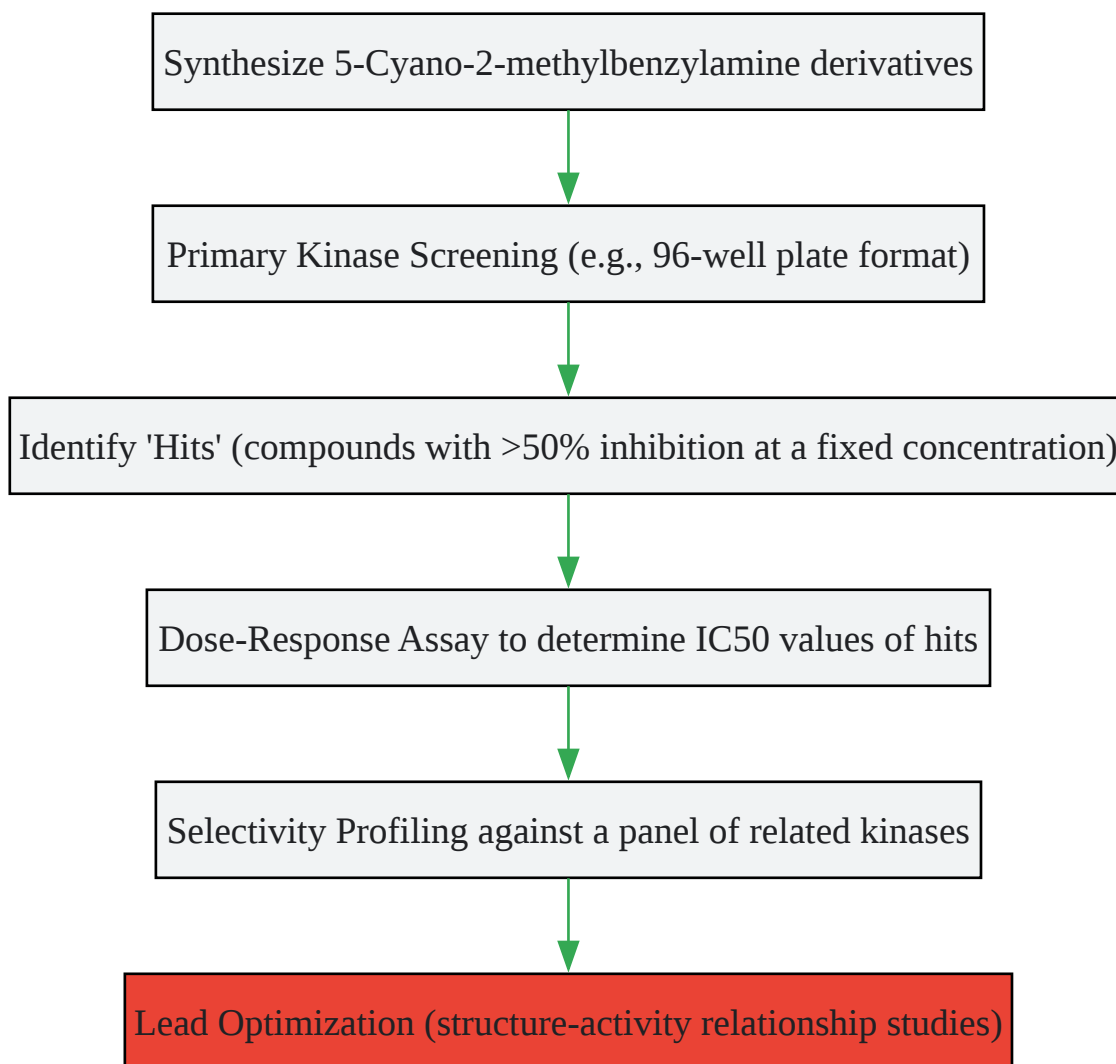 Synthesize 5-Cyano-2-methylbenzylamine derivatives
Primary Kinase Screening (e.g., 96-well plate format)
Identify 'Hits' (compounds with >50% inhibition at a fixed concentration)
Dose-Response Assay to determine IC50 values of hits
Selectivity Profiling against a panel of related kinases
Lead Optimization (structure-activity relationship studies)